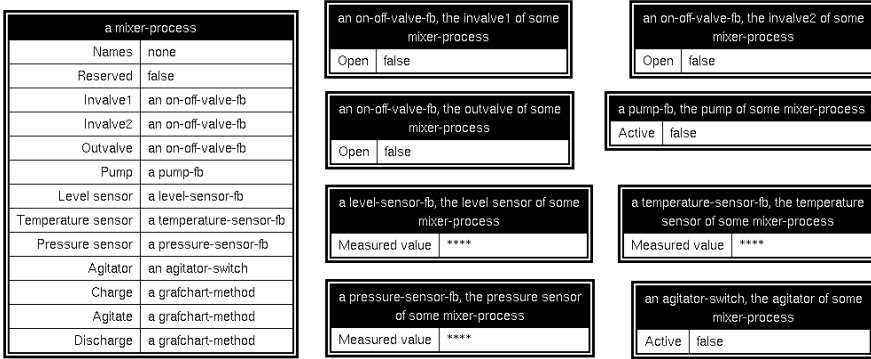 a mixer-process
Names none
Reserved false
Invalve1 an on-off-valve-fb
Invalve2 an on-off-valve-fb
Outvalve an on-off-valve-fb
Pump a pump-fb
Level sensor a level-sensor-fb
Temperature sensor a temperature-sensor-fb
Pressure sensor a pressure-sensor-fb
Agitator an agitator-switch
Charge a grafchart-method
Agitate a grafchart-method
Discharge a grafchart-method
an on-off-valve-fb, the invalve1 of some
mixer-process
Open false
an on-off-valve-fb, the invalve2 of some
mixer-process
Open false
an on-off-valve-fb, the outvalve of some
mixer-process
Open false
a pump-fb, the pump of some mixer-process
Active false
a level-sensor-fb, the level sensor of some
mixer-process
Measured value ****
a temperature-sensor-fb, the temperature
sensor of some mixer-process
Measured value ****
a pressure-sensor-fb, the pressure sensor
of some mixer-process
Measured value ****
an agitator-switch, the agitator of some
mixer-process
Active false